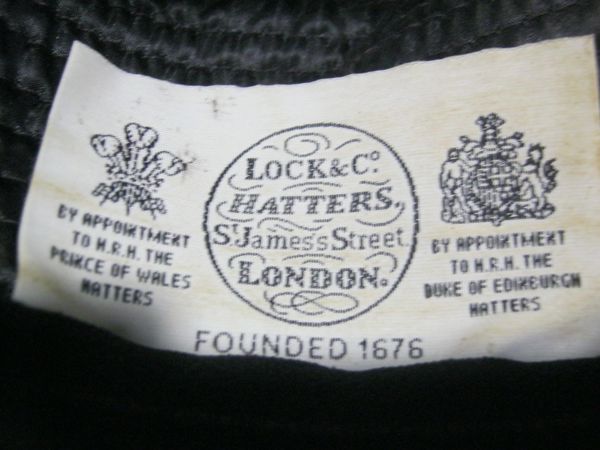 BY APPOINTMENT
TO H.R.H. THE
PRINCE OF WALES
HATTERS
LOCK & Co.
HATTERS,
St. James's Street.
LONDON.
FOUNDED 1676
BY APPOINTMENT
TO H.R.H. THE
DUKE OF EDINBURGH
HATTERS